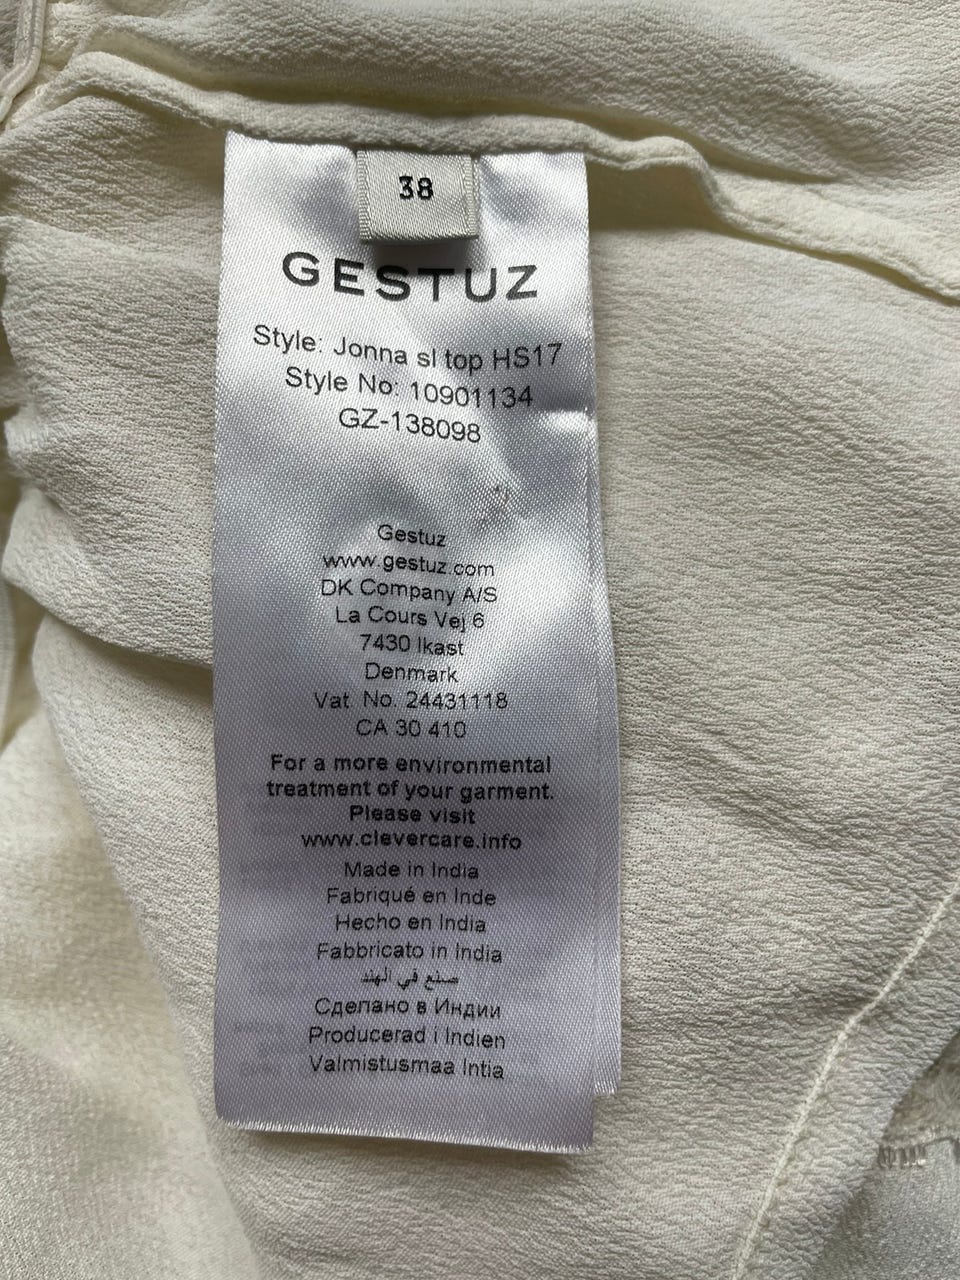 38
GESTUZ
Style: Jonna sl top HS17
Style No: 10901134
GZ-138098
Gestuz
www.gestuz.com
DK Company A/S
La Cours Vej 6
7430 Ikast
Denmark
Vat. No. 24431118
CA 30 410
For a more environmental
treatment of your garment.
Please visit
www.clevercare.info
Made in India
Fabriqué en Inde
Hecho en India
Fabbricato in India
صنع في الهند
Сделано в Индии
Producerad i Indien
Valmistusmaa Intia